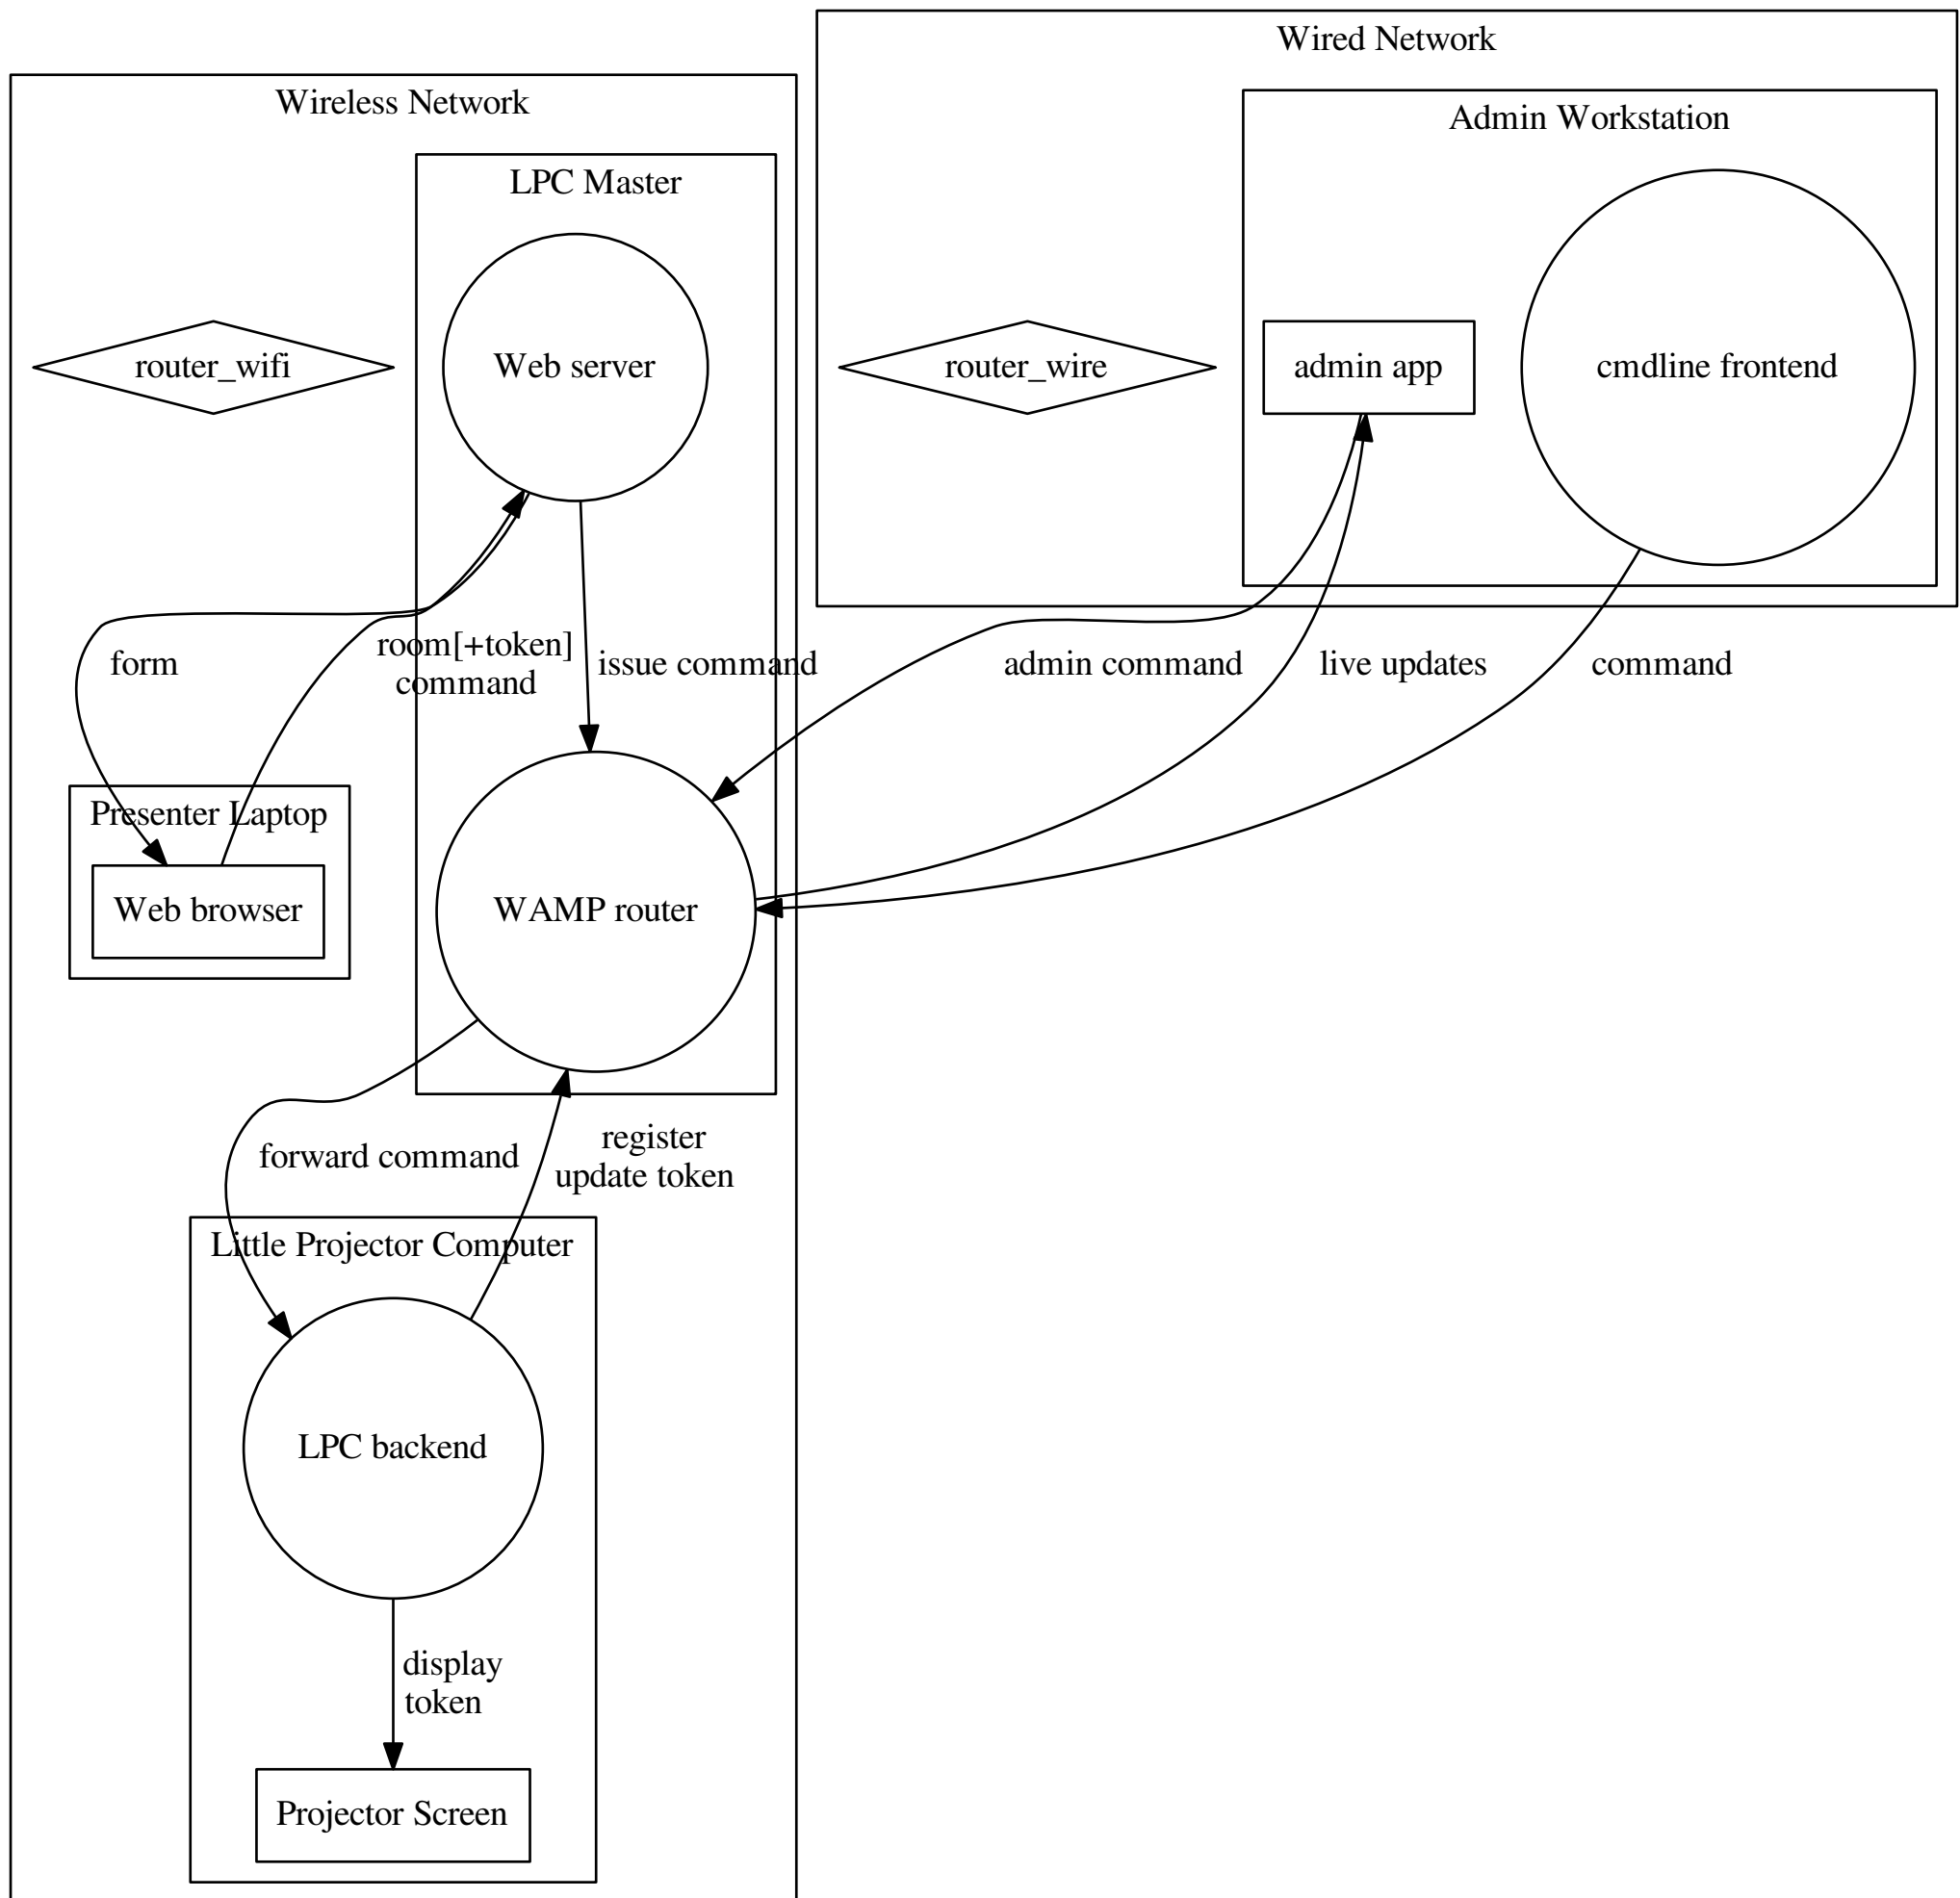 Wired Network
Wireless Network
Admin Workstation
LPC Master
router_wifi
Web server
router_wire
admin app
cmdline frontend
form
room[+token]
command
issue command
admin command
live updates
command
Presenter Laptop
Web browser
WAMP router
forward command
register
update token
Little Projector Computer
LPC backend
display
token
Projector Screen